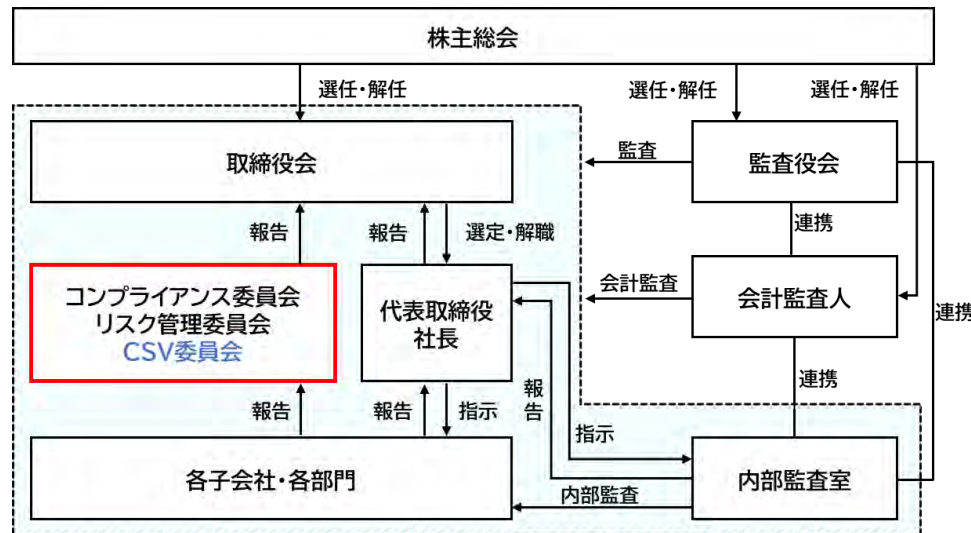 株主総会
選任・解任
選任・解任
選任・解任
取締役会
監査
監査役会
報告
報告
選定・解職
連携
コンプライアンス委員会
リスク管理委員会
CSV委員会
代表取締役
社長
会計監査
会計監査人
連携
連携
報告
報告
指示
報告
指示
各子会社・各部門
内部監査
内部監査室